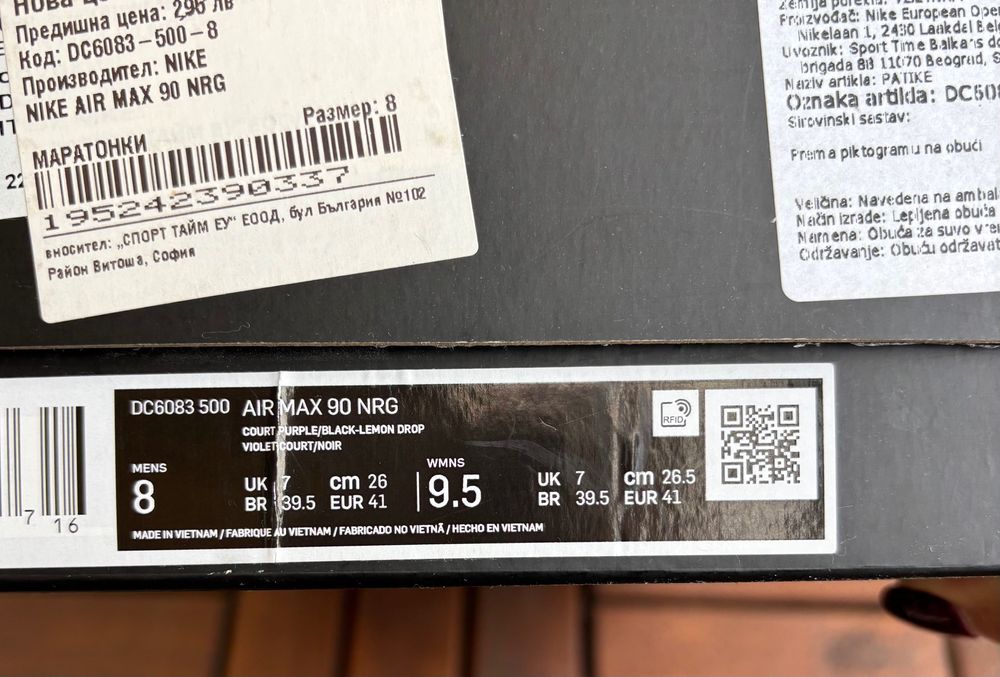 Предишна цена: 296 лв
Код: DC6083-500-8
Производител: NIKE
NIKE AIR MAX 90 NRG
Размер: 8
МАРАТОНКИ
195242390337
вносител: „СПОРТ ТАЙМ ЕУ“ ЕООД, бул България №102
Район Витоша, София
22
Proizvođač: Nike European Oper
Nikelaan 1, 2430 Laakdal Belg
Uvoznik: Sport Time Balkans do
brigada 8B 11070 Beograd, S
Naziv artikla: PATIKE
Oznaka artikla: DC608
Sirovinski sastav:
Prema piktogramu na obući
Veličina: Navedena na ambal
Način izrade: Lepljena obuća
Namena: Obuća za suvo vrem
Održavanje: Obuću održavat
7 16
DC6083 500 AIR MAX 90 NRG
COURT PURPLE/BLACK-LEMON DROP
VIOLET COURT/NOIR
MENS
8
UK 7 cm 26
BR 39.5 EUR 41
WMNS
9.5
UK 7 cm 26.5
BR 39.5 EUR 41
RFID
MADE IN VIETNAM / FABRIQUE AU VIETNAM / FABRICADO NO VIETNÃ / HECHO EN VIETNAM